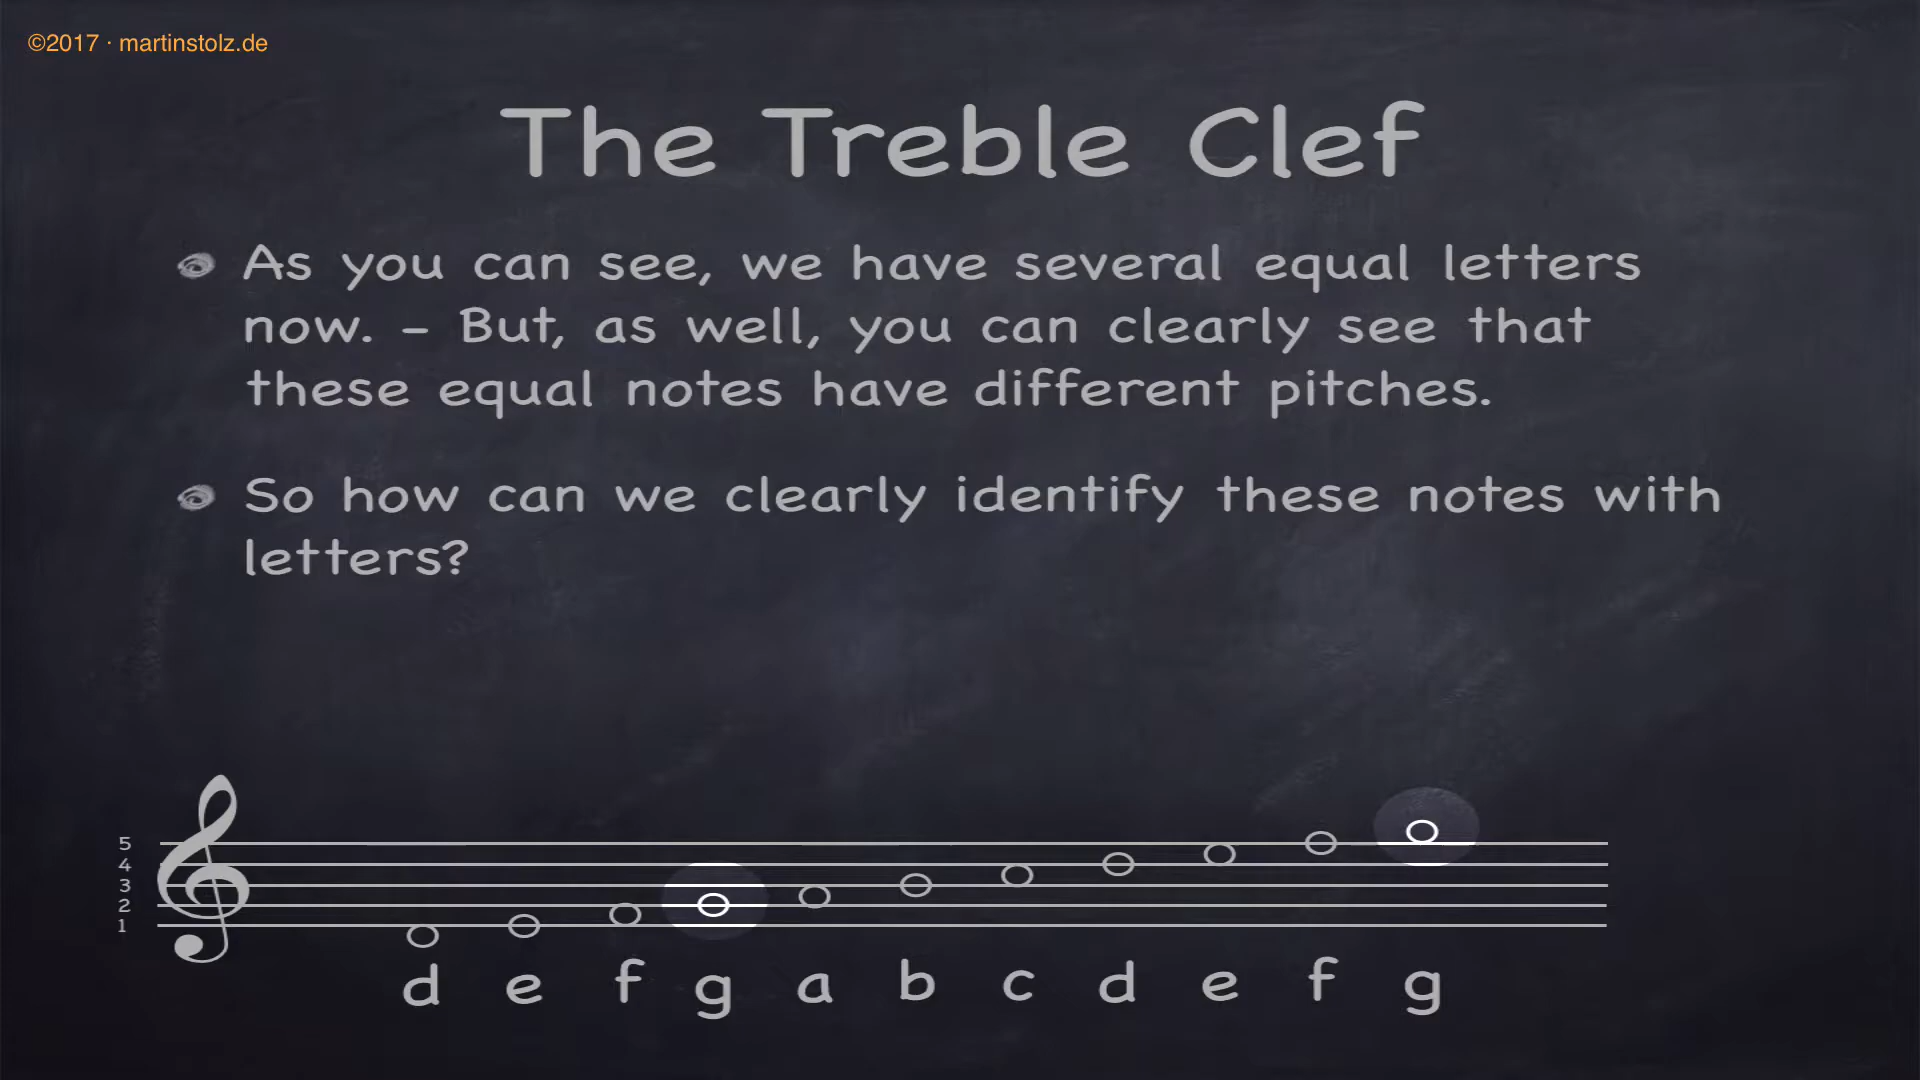 ©2017 · martinstolz.de
The Treble Clef
As you can see, we have several equal letters
now. – But, as well, you can clearly see that
these equal notes have different pitches.
So how can we clearly identify these notes with
letters?
5
4
3
2
1
d e f g a b c d e f g